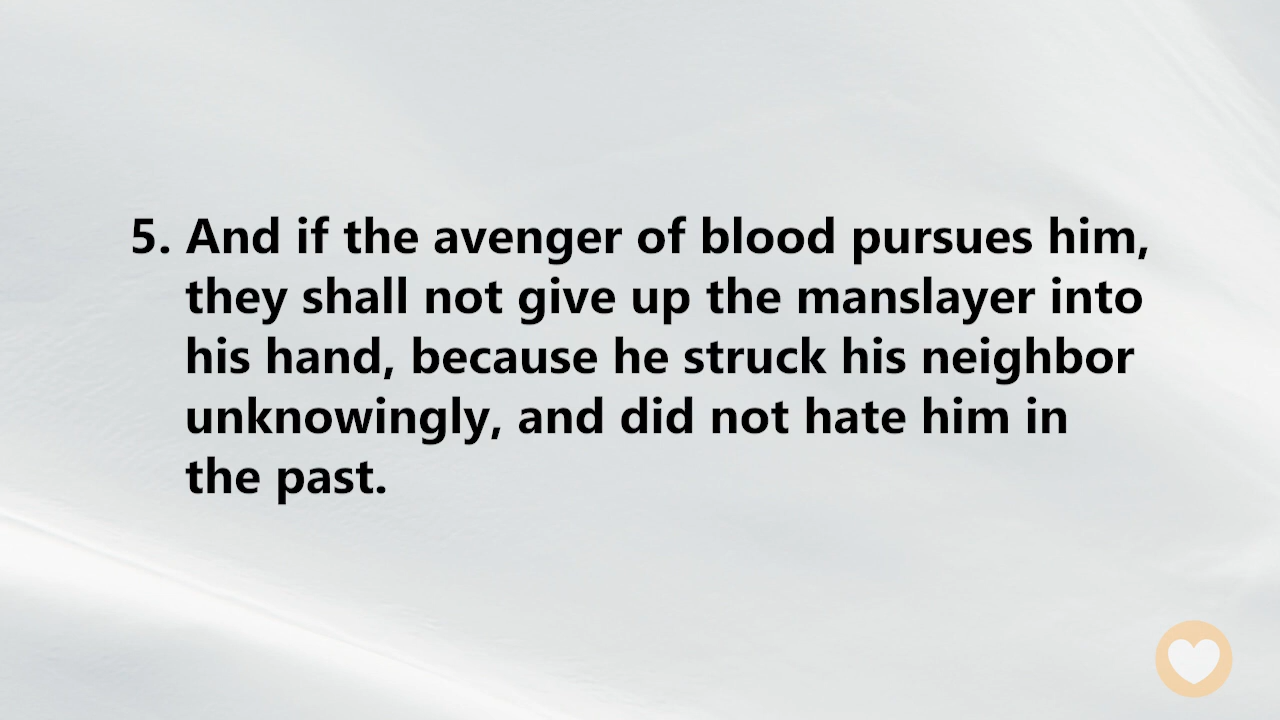 5. And if the avenger of blood pursues him,
they shall not give up the manslayer into
his hand, because he struck his neighbor
unknowingly, and did not hate him in
the past.